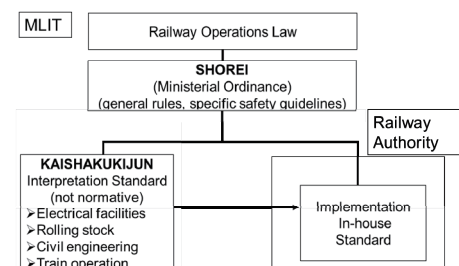 MLIT
Railway Operations Law
SHOREI
(Ministerial Ordinance)
(general rules, specific safety guidelines)
Railway
Authority
KAISHAKUKIJUN
Interpretation Standard
(not normative)
➢Electrical facilities
➢Rolling stock
➢Civil engineering
➢Train operation
Implementation
In-house
Standard